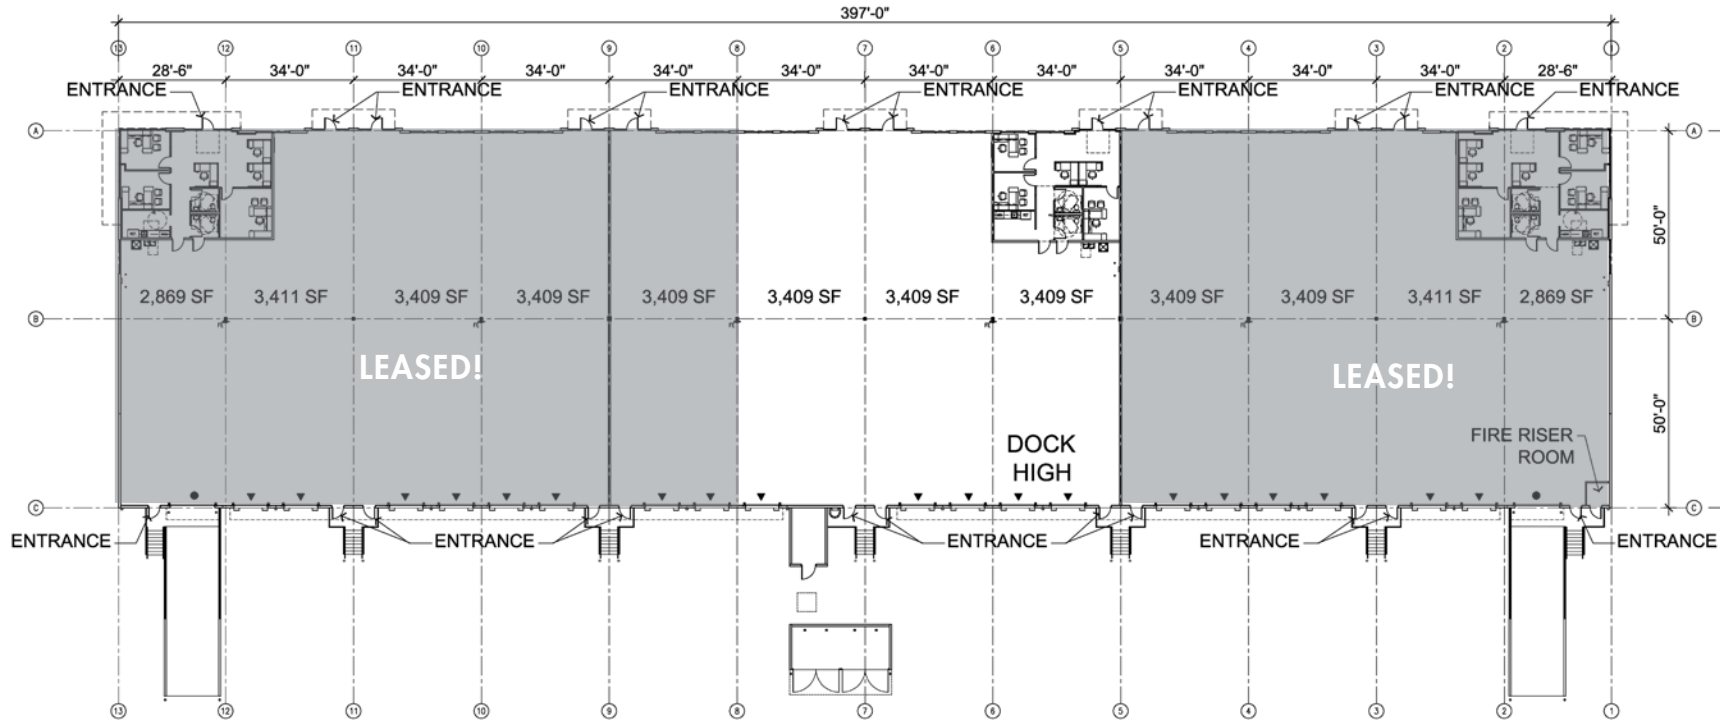 397'-0"
13 12 11 10 9 8 7 6 5 4 3 2 1
28'-6" 34'-0" 34'-0" 34'-0" 34'-0" 34'-0" 34'-0" 34'-0" 34'-0" 34'-0" 34'-0" 28'-6"
ENTRANCE ENTRANCE ENTRANCE ENTRANCE ENTRANCE ENTRANCE ENTRANCE
A A
50'-0"
2,869 SF 3,411 SF 3,409 SF 3,409 SF 3,409 SF 3,409 SF 3,409 SF 3,409 SF 3,409 SF 3,409 SF 3,411 SF 2,869 SF
B B
LEASED! LEASED!
50'-0"
DOCK
HIGH
FIRE RISER
ROOM
C C
ENTRANCE ENTRANCE ENTRANCE ENTRANCE ENTRANCE
13 12 11 10 9 8 7 6 5 4 3 2 1